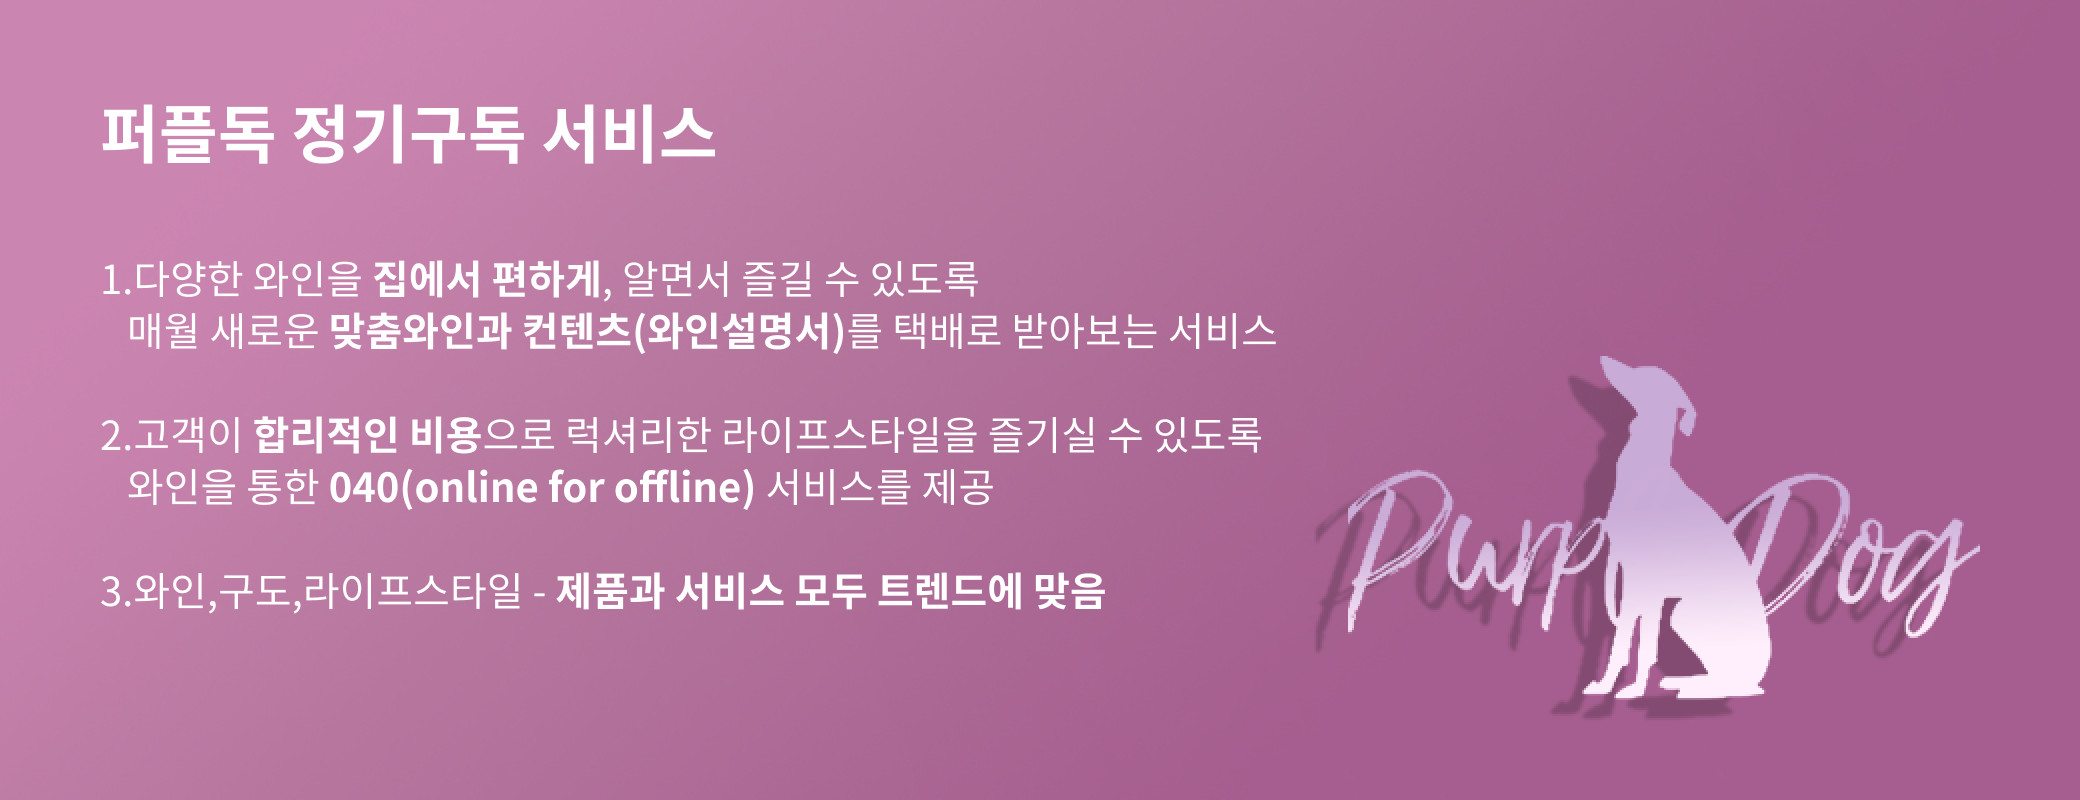 퍼플독 정기구독 서비스
1.다양한 와인을 집에서 편하게, 알면서 즐길 수 있도록
매월 새로운 맞춤와인과 컨텐츠(와인설명서)를 택배로 받아보는 서비스
2.고객이 합리적인 비용으로 럭셔리한 라이프스타일을 즐기실 수 있도록
와인을 통한 040(online for offline) 서비스를 제공
3.와인,구도,라이프스타일 - 제품과 서비스 모두 트렌드에 맞음
Purp Dog